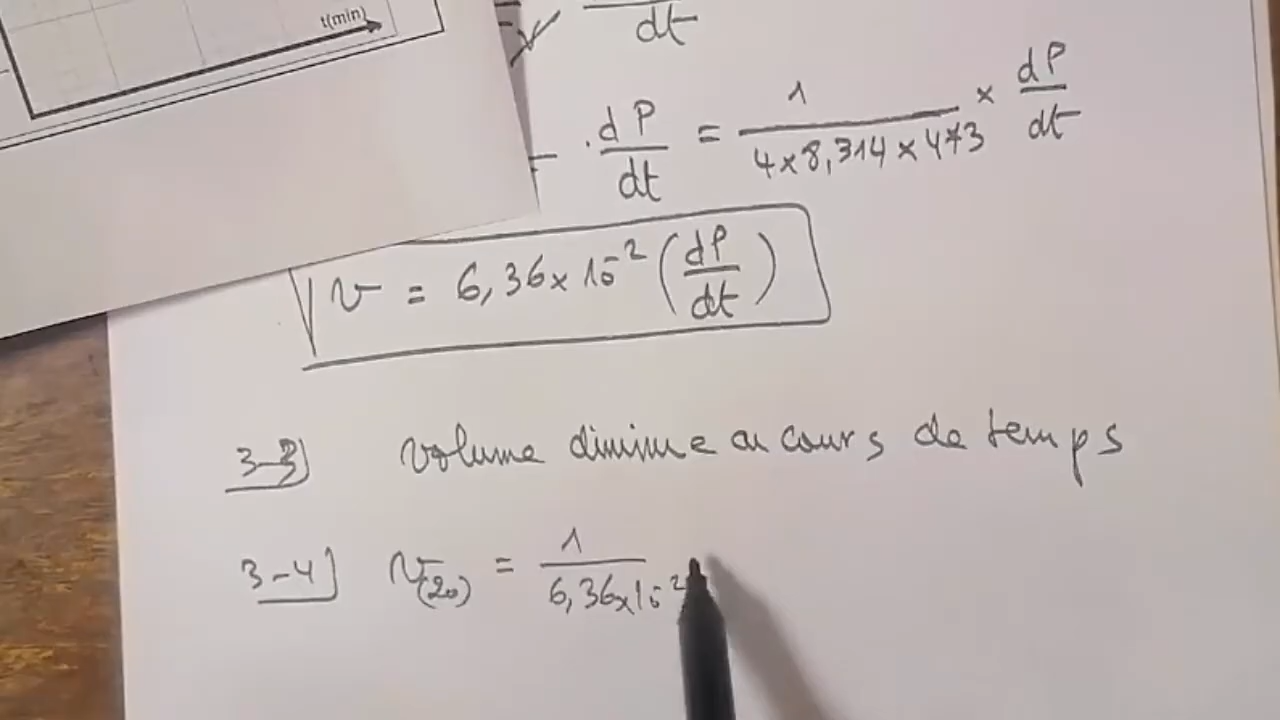 t(min)
dt
. dP/dt = 1/(4×8,314×473) × dP/dt
v = 6,36×10⁻² (dP/dt)
3-3) volume diminue au cours de temps
3-4) v(20) = 1/(6,36×10⁻²